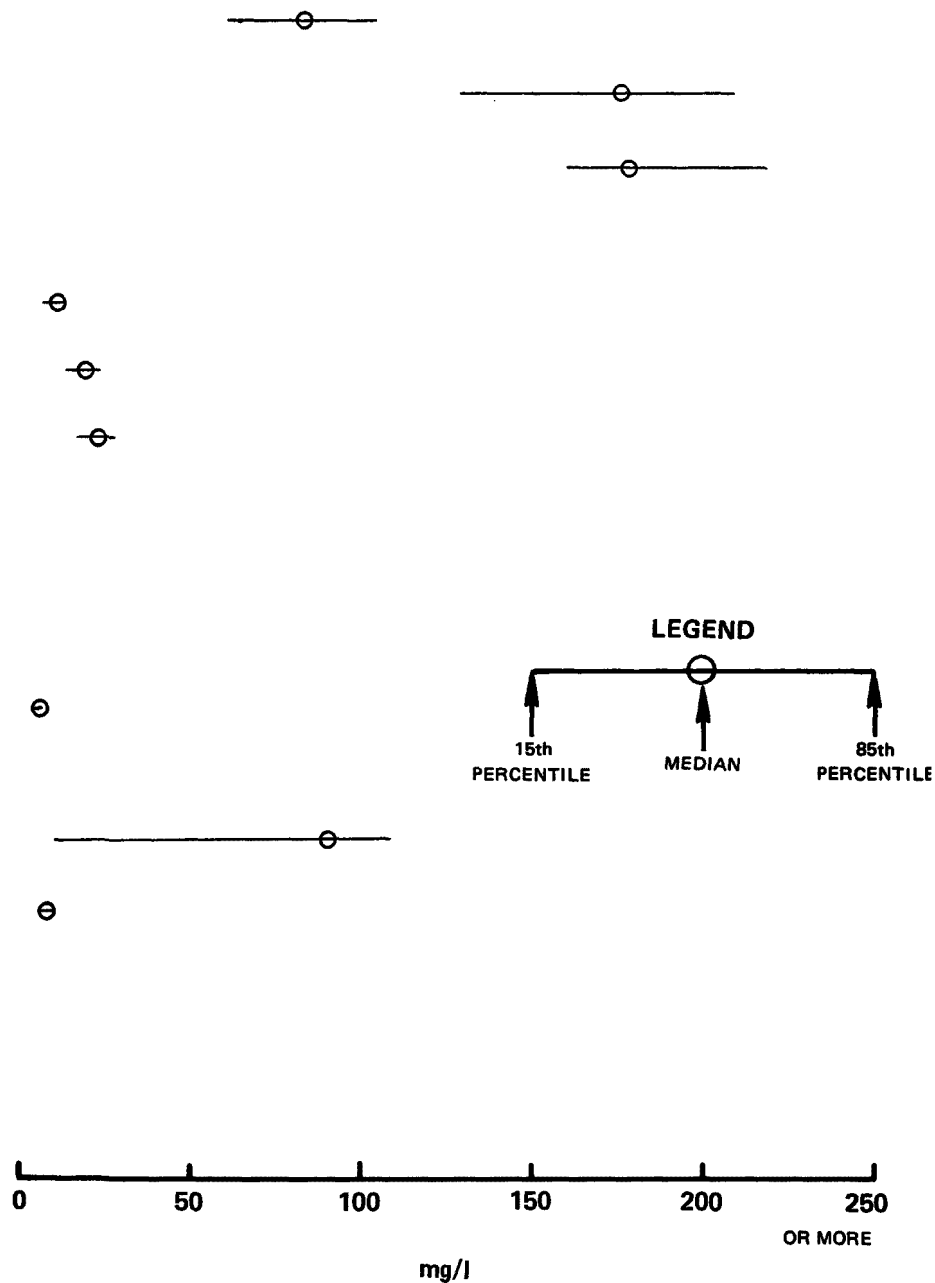 LEGEND
15th
PERCENTILE
MEDIAN
85th
PERCENTILE
0 50 100 150 200 250
OR MORE
mg/l